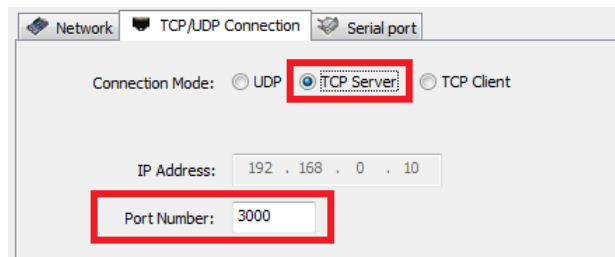 Network TCP/UDP Connection Serial port
Connection Mode: UDP TCP Server TCP Client
IP Address: 192 . 168 . 0 . 10
Port Number: 3000